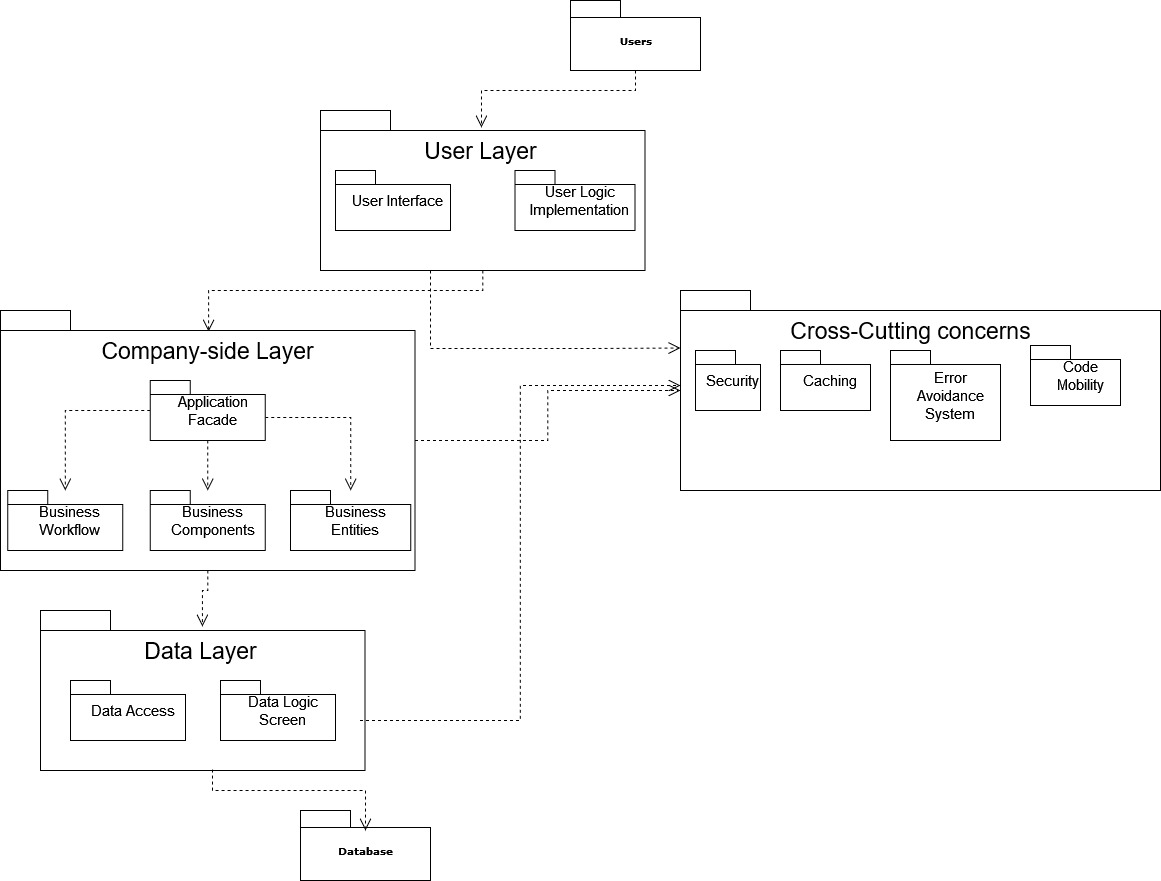 Users
User Layer
User Interface
User Logic
Implementation
Company-side Layer
Application
Facade
Business
Workflow
Business
Components
Business
Entities
Cross-Cutting concerns
Security
Caching
Error
Avoidance
System
Code
Mobility
Data Layer
Data Access
Data Logic
Screen
Database